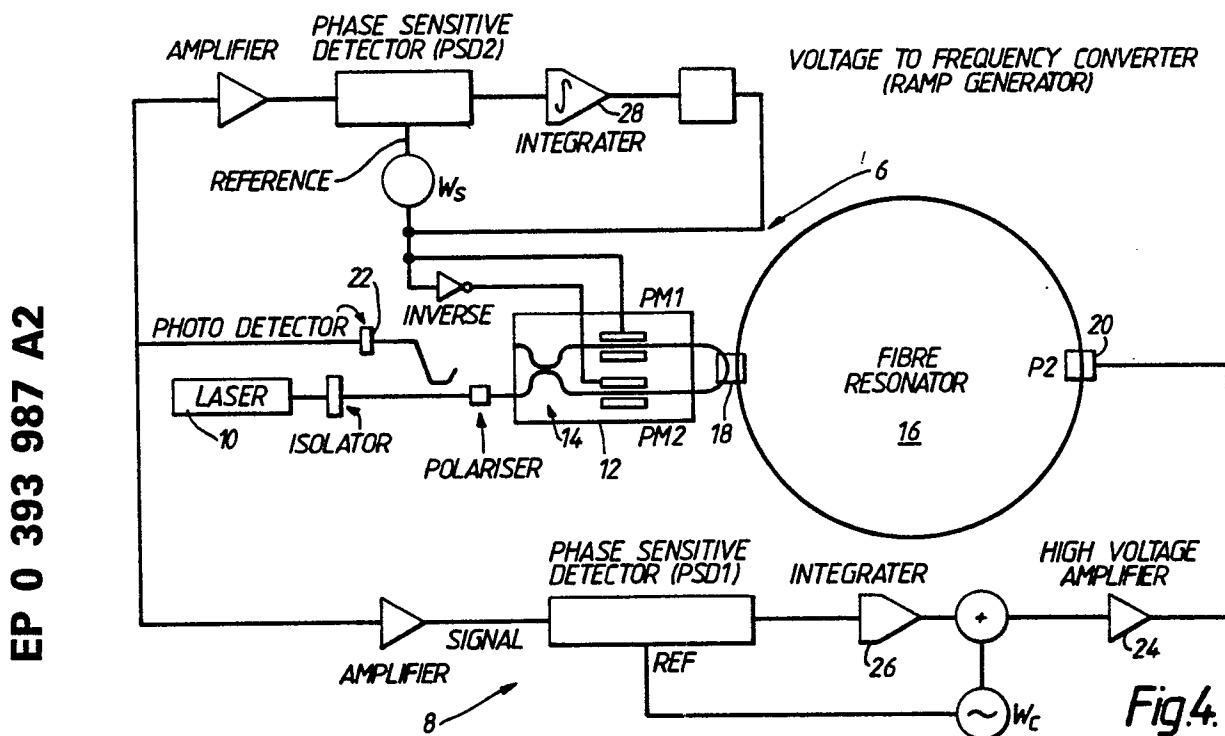 EP 0 393 987 A2
PHASE SENSITIVE
DETECTOR (PSD2)
AMPLIFIER
VOLTAGE TO FREQUENCY CONVERTER
(RAMP GENERATOR)
∫
28
INTEGRATER
REFERENCE
Ws
6
22
INVERSE
PM1
PHOTO DETECTOR
FIBRE
RESONATOR
16
P2
20
LASER
10
ISOLATOR
14
PM2
18
12
POLARISER
PHASE SENSITIVE
DETECTOR (PSD1)
INTEGRATER
HIGH VOLTAGE
AMPLIFIER
SIGNAL
+
24
26
REF
AMPLIFIER
8
~
Wc
Fig.4.